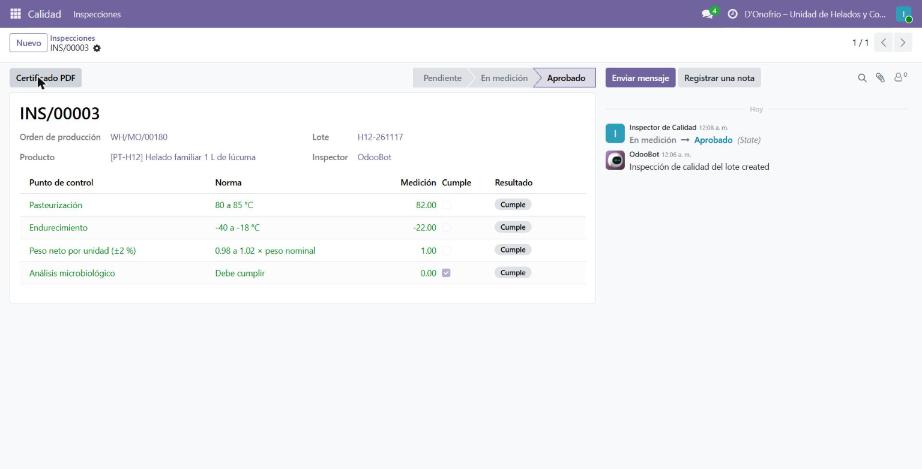 Calidad Inspecciones 4 D'Onofrio – Unidad de Helados y Co... I
Nuevo Inspecciones
INS/00003 1 / 1
Certificado PDF Pendiente En medición Aprobado Enviar mensaje Registrar una nota 0
INS/00003
Orden de producción WH/MO/00180 Lote H12-261117
Producto [PT-H12] Helado familiar 1 L de lúcuma Inspector OdooBot
Punto de control Norma Medición Cumple Resultado
Pasteurización 80 a 85 °C 82.00 Cumple
Endurecimiento -40 a -18 °C -22.00 Cumple
Peso neto por unidad (±2 %) 0.98 a 1.02 × peso nominal 1.00 Cumple
Análisis microbiológico Debe cumplir 0.00 Cumple
Hoy
I Inspector de Calidad 12:08 a. m.
En medición → Aprobado (State)
OdooBot 12:06 a. m.
Inspección de calidad del lote created